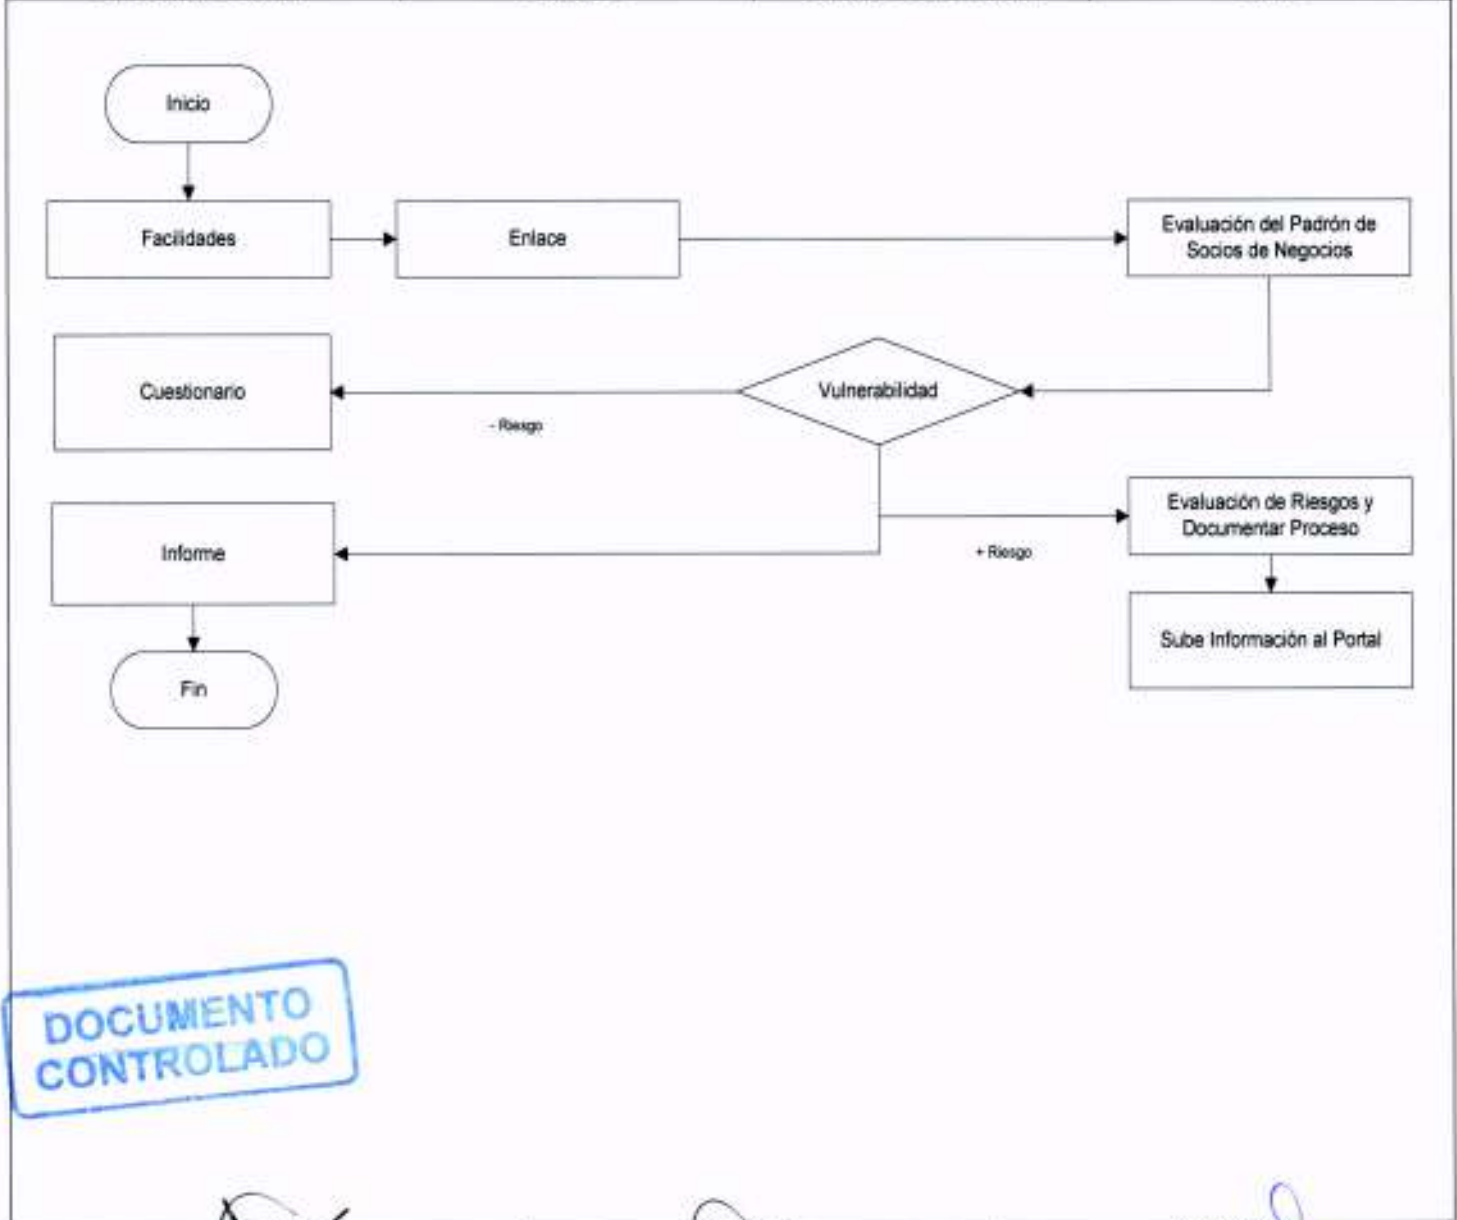 Inicio
Facilidades
Enlace
Evaluación del Padrón de
Socios de Negocios
Cuestionario
- Riesgo
Vulnerabilidad
Evaluación de Riesgos y
Documentar Proceso
Informe
+ Riesgo
Sube Información al Portal
Fin
DOCUMENTO
CONTROLADO